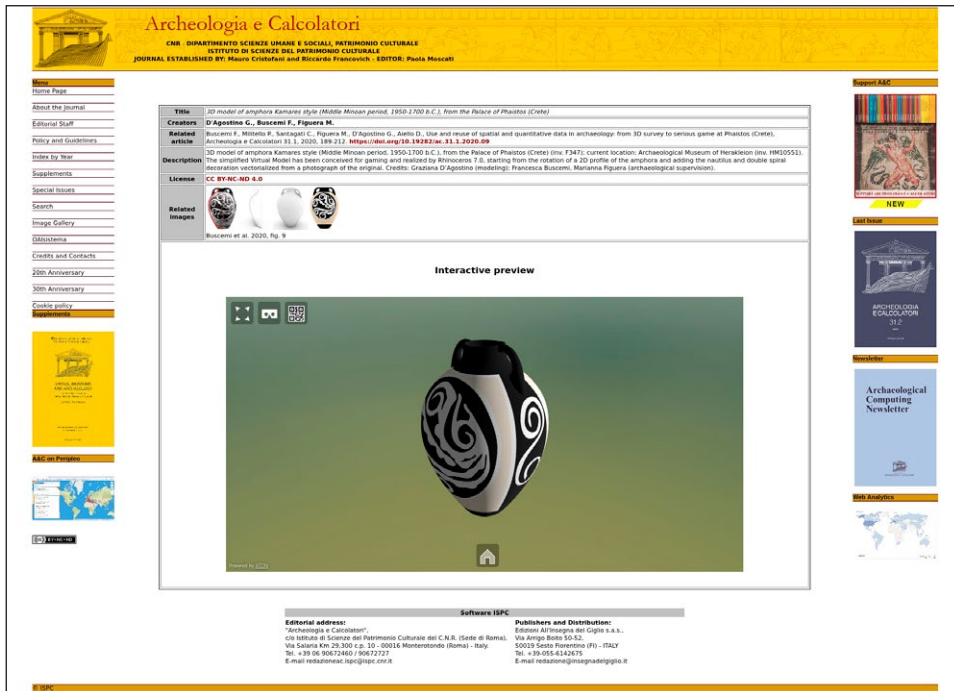 Archeologia e Calcolatori
CNR - DIPARTIMENTO SCIENZE UMANE E SOCIALI, PATRIMONIO CULTURALE
ISTITUTO DI SCIENZE DEL PATRIMONIO CULTURALE
JOURNAL ESTABLISHED BY: Mauro Cristofani and Riccardo Francovich - EDITOR: Paola Moscati
Menu
Home Page
About the Journal
Editorial Staff
Policy and Guidelines
Index by Year
Supplements
Special Issues
Search
Image Gallery
OAIsistema
Credits and Contacts
20th Anniversary
30th Anniversary
Cookie policy
Supplements
A&C on Peripleo
BY-NC-ND
Title 3D model of amphora Kamares style (Middle Minoan period, 1950-1700 b.C.), from the Palace of Phaistos (Crete)
Creators D'Agostino G., Buscemi F., Figuera M.
Related article Buscemi F., Militello P., Santagati C., Figuera M., D'Agostino G., Aiello D., Use and reuse of spatial and quantitative data in archaeology: from 3D survey to serious game at Phaistos (Crete),
Archeologia e Calcolatori 31.1, 2020, 189-212. https://doi.org/10.19282/ac.31.1.2020.09
Description 3D model of amphora Kamares style (Middle Minoan period, 1950-1700 b.C.), from the Palace of Phaistos (Crete) (inv. F347); current location: Archaeological Museum of Herakleion (inv. HM10551).
The simplified Virtual Model has been conceived for gaming and realized by Rhinoceros 7.0, starting from the rotation of a 2D profile of the amphora and adding the nautilus and double spiral
decoration vectorialized from a photograph of the original. Credits: Graziana D'Agostino (modeling); Francesca Buscemi, Marianna Figuera (archaeological supervision).
License CC BY-NC-ND 4.0
Related images
Buscemi et al. 2020, fig. 9
Interactive preview
Powered by
Support A&C
NEW
Last Issue
ARCHEOLOGIA
E CALCOLATORI
31.2
Newsletter
Archaeological
Computing
Newsletter
Web Analytics
Software ISPC
Editorial address:
"Archeologia e Calcolatori",
c/o Istituto di Scienze del Patrimonio Culturale del C.N.R. (Sede di Roma),
Via Salaria Km 29,300 c.p. 10 - 00016 Monterotondo (Roma) - Italy.
Tel. +39 06 90672460 / 90672727
E-mail redazioneac.ispc@ispc.cnr.it
Publishers and Distribution:
Edizioni All'Insegna del Giglio s.a.s.,
Via Arrigo Boito 50-52,
50019 Sesto Fiorentino (FI) - ITALY
Tel. +39-055-6142675
E-mail redazione@insegnadelgiglio.it
© ISPC